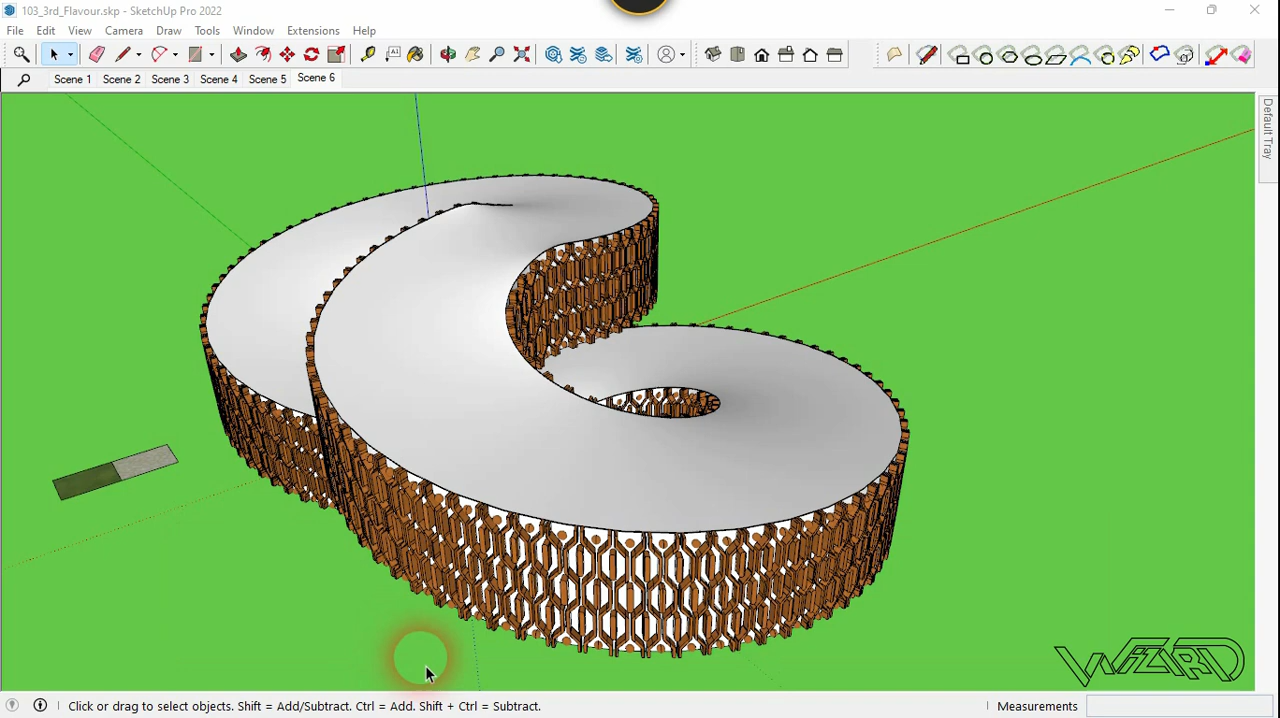 103_3rd_Flavour.skp - SketchUp Pro 2022
File Edit View Camera Draw Tools Window Extensions Help
Scene 1 Scene 2 Scene 3 Scene 4 Scene 5 Scene 6
Default Tray
WIZARD
Click or drag to select objects. Shift = Add/Subtract. Ctrl = Add. Shift + Ctrl = Subtract.
Measurements